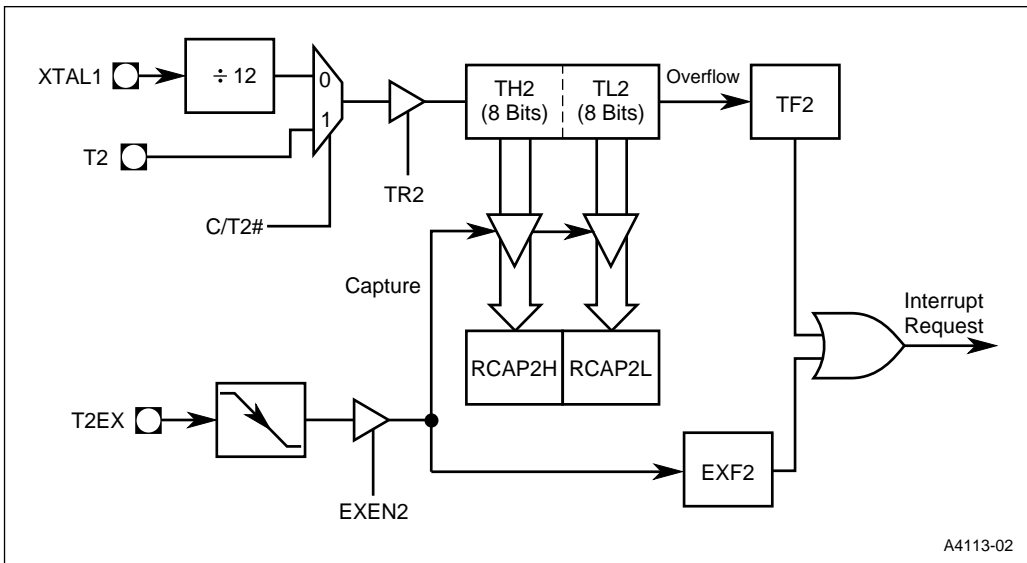 XTAL1
÷ 12
0
1
T2
C/T2#
TR2
TH2
(8 Bits)
TL2
(8 Bits)
Overflow
TF2
Capture
RCAP2H
RCAP2L
Interrupt
Request
T2EX
EXEN2
EXF2
A4113-02